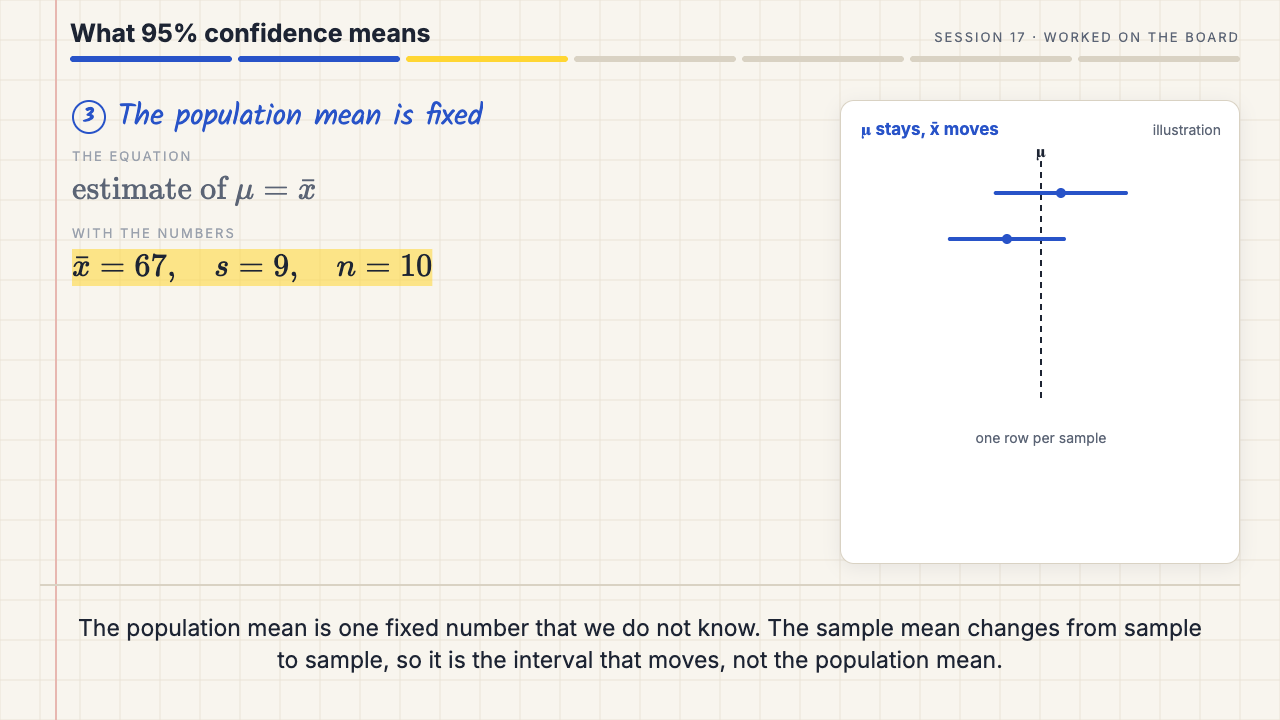 What 95% confidence means
SESSION 17 · WORKED ON THE BOARD
3 The population mean is fixed
THE EQUATION
estimate of μ = x̄
WITH THE NUMBERS
x̄ = 67, s = 9, n = 10
μ stays, x̄ moves
illustration
μ
one row per sample
The population mean is one fixed number that we do not know. The sample mean changes from sample
to sample, so it is the interval that moves, not the population mean.